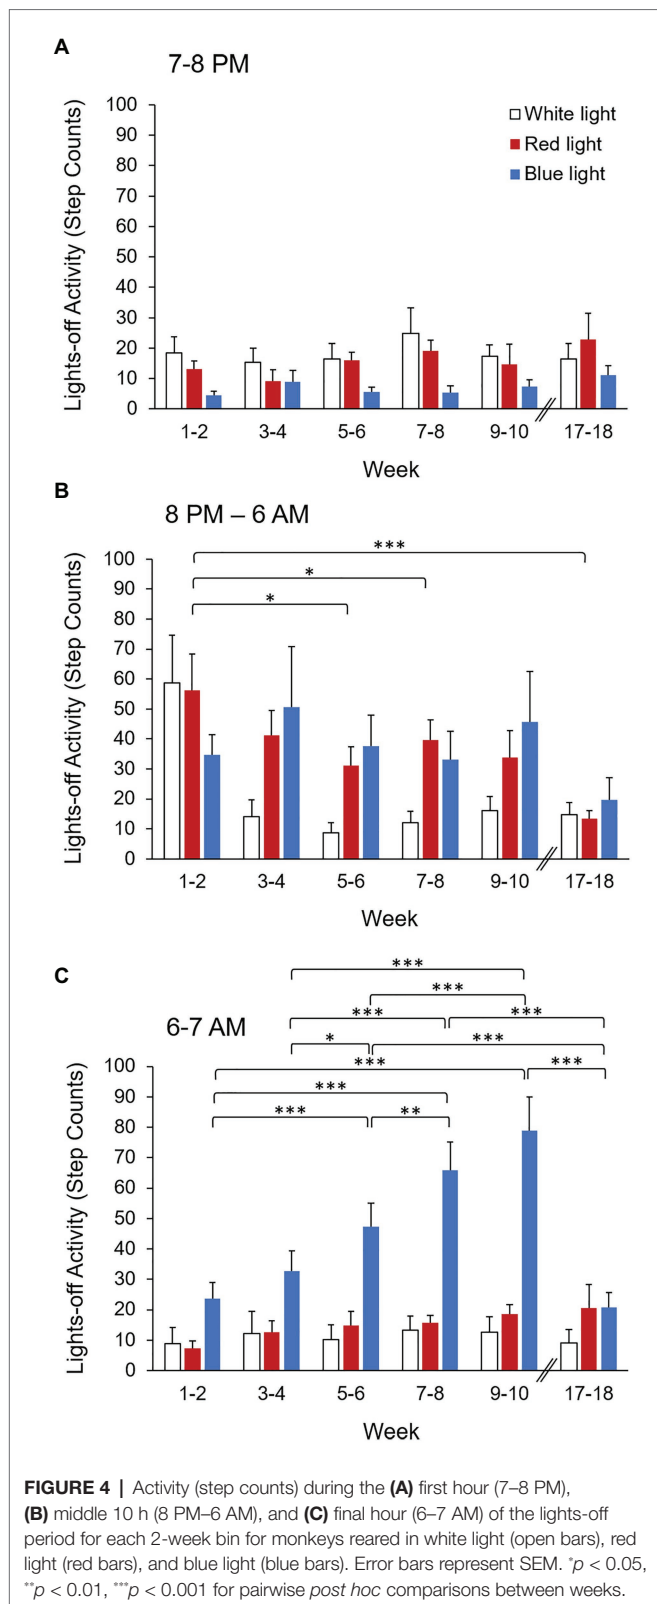 A
7-8 PM
Lights-off Activity (Step Counts)
100
90
80
70
60
50
40
30
20
10
0
White light
Red light
Blue light
1-2 3-4 5-6 7-8 9-10 17-18
Week
B
8 PM – 6 AM
Lights-off Activity (Step Counts)
100
90
80
70
60
50
40
30
20
10
0
***
*
*
1-2 3-4 5-6 7-8 9-10 17-18
Week
C
6-7 AM
Lights-off Activity (Step Counts)
100
90
80
70
60
50
40
30
20
10
0
***
***
*** ***
* ***
*** ***
***
*** **
1-2 3-4 5-6 7-8 9-10 17-18
Week
FIGURE 4 | Activity (step counts) during the (A) first hour (7–8 PM),
(B) middle 10 h (8 PM–6 AM), and (C) final hour (6–7 AM) of the lights-off
period for each 2-week bin for monkeys reared in white light (open bars), red
light (red bars), and blue light (blue bars). Error bars represent SEM. *p < 0.05,
**p < 0.01, ***p < 0.001 for pairwise post hoc comparisons between weeks.